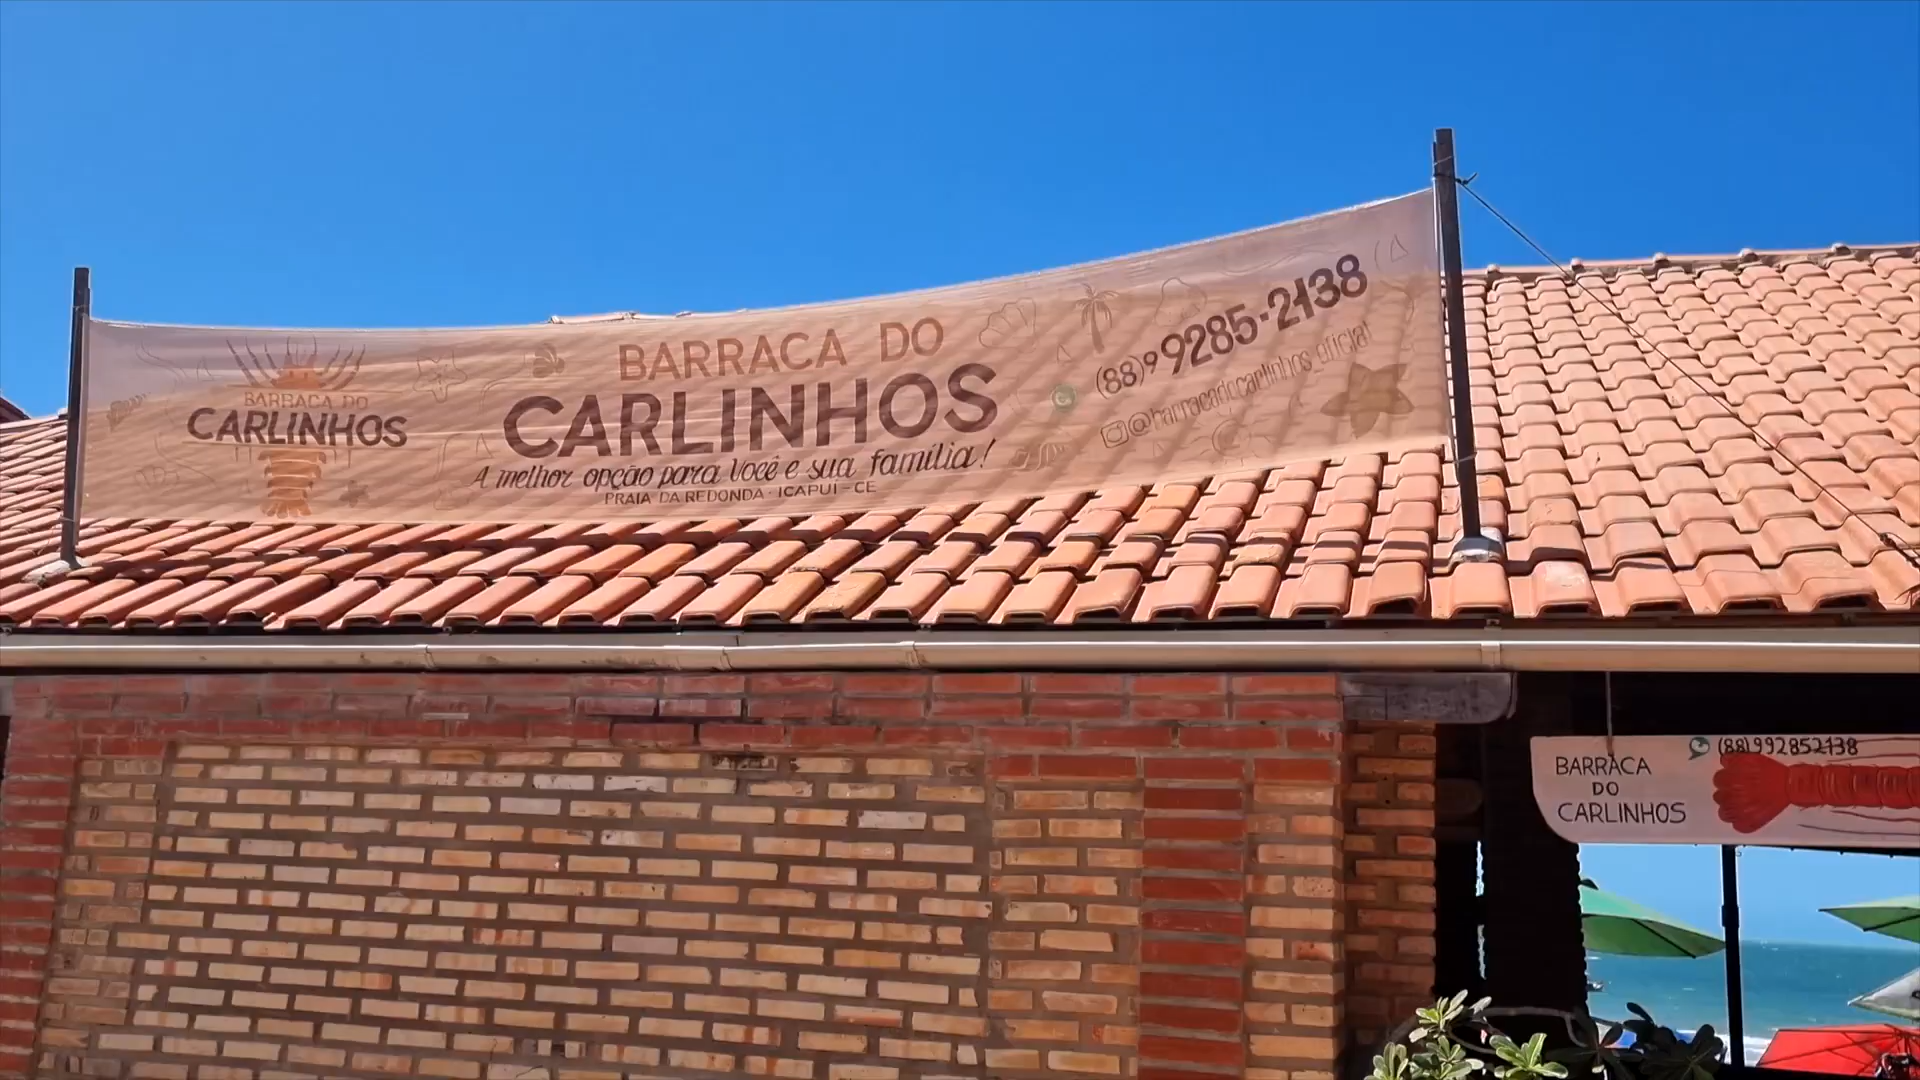 BARRACA DO
CARLINHOS
BARRACA DO
CARLINHOS
A melhor opção para você e sua família!
PRAIA DA REDONDA - ICAPUÍ - CE
(88) 9 9285-2138
@barracadocarlinhos_oficial
BARRACA
DO
CARLINHOS
(88) 992852138